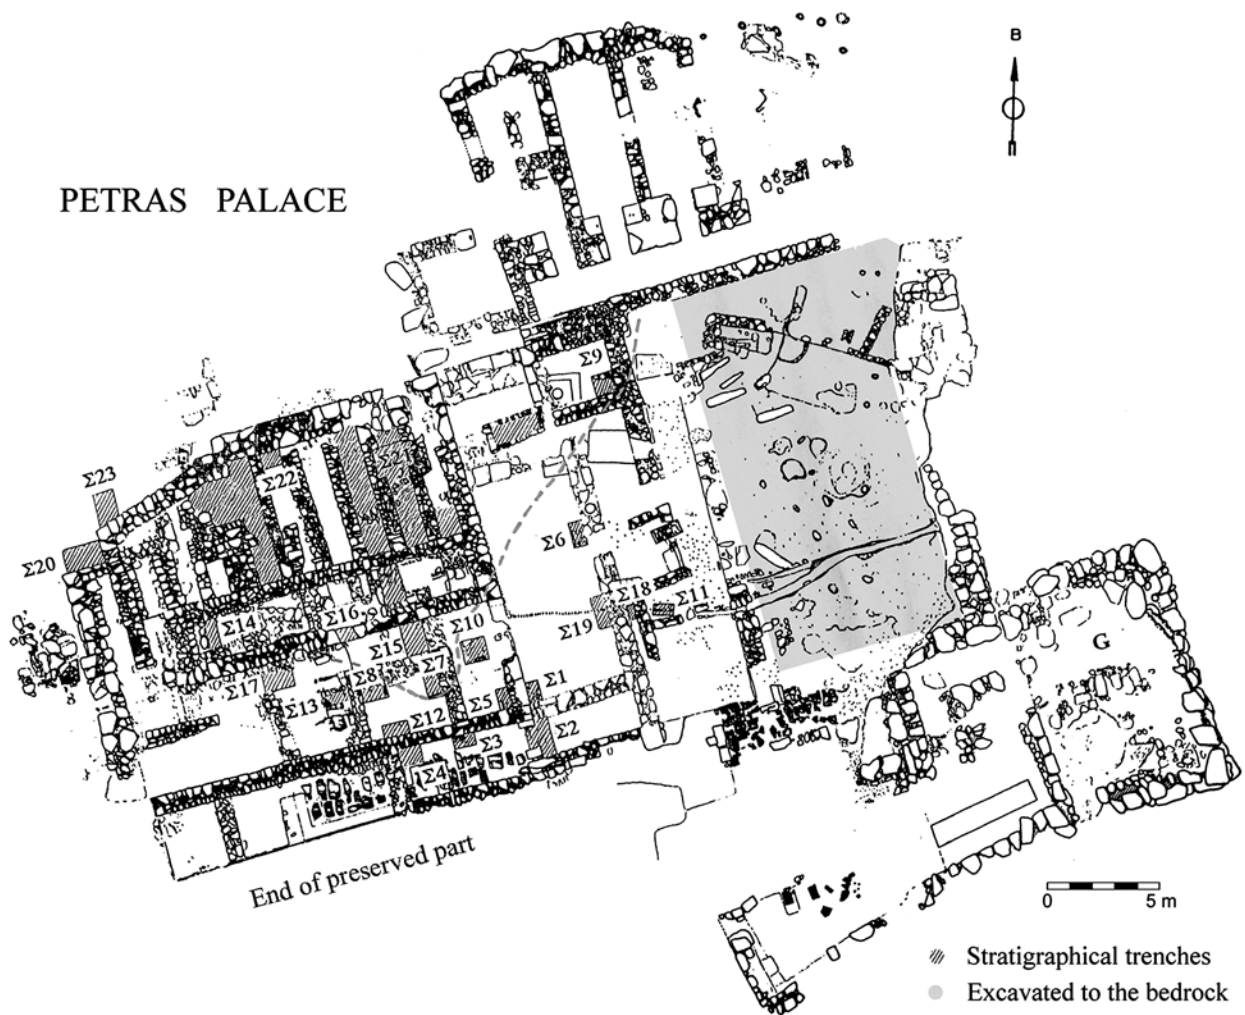 B
Π
PETRAS PALACE
Σ9
Σ21
Σ22
Σ23
Σ6
Σ20
Σ18
Σ11
Σ14
Σ16
Σ19
Σ10
Σ15
Σ7
G
Σ17
Σ8
Σ1
Σ13
Σ5
Σ12
Σ2
Σ3
Σ4
End of preserved part
0 5 m
Stratigraphical trenches
Excavated to the bedrock